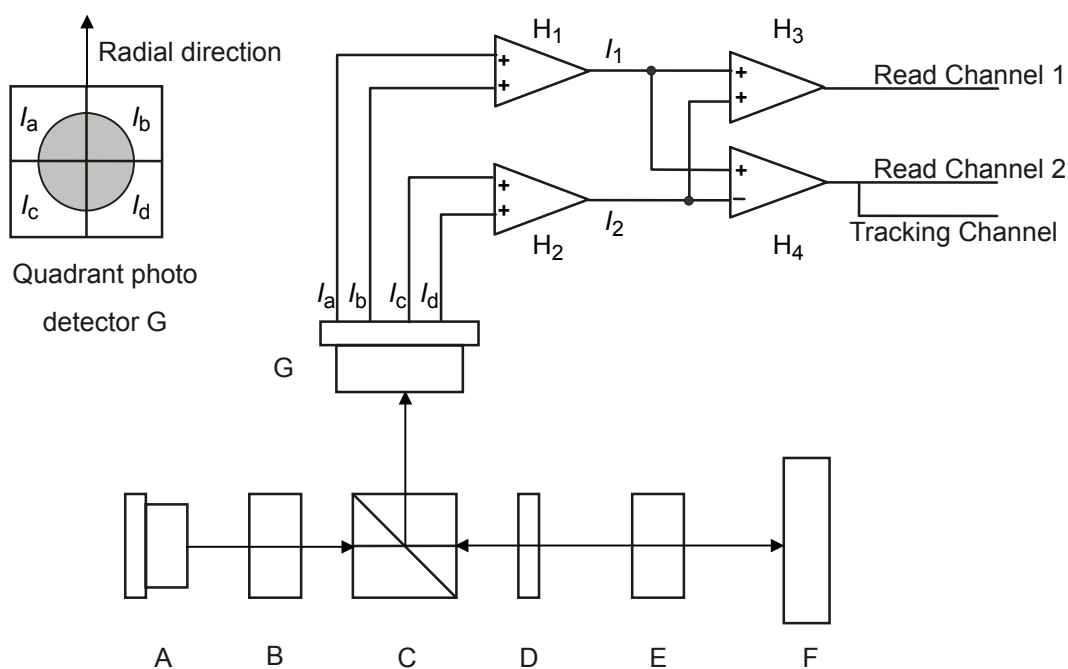 Radial direction
Ia Ib
Ic Id
Quadrant photo
detector G
H1
I1
H3
+
+
+
+
Read Channel 1
+
+
H2
I2
+
−
H4
Read Channel 2
Tracking Channel
Ia Ib Ic Id
G
A B C D E F